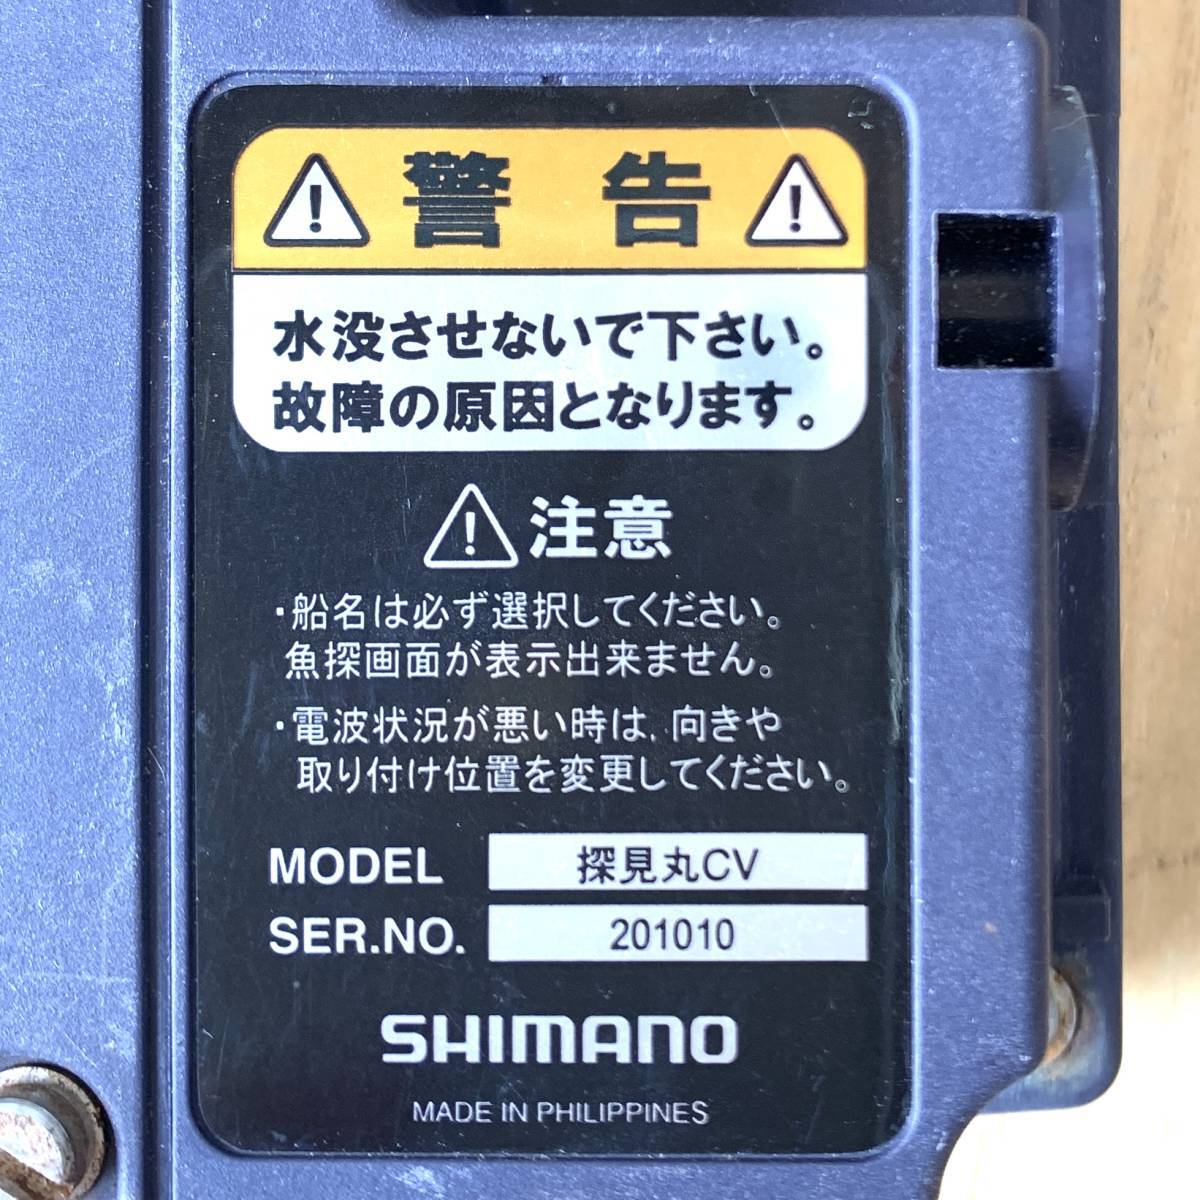 警告
水没させないで下さい。
故障の原因となります。
注意
・船名は必ず選択してください。
魚探画面が表示出来ません。
・電波状況が悪い時は、向きや
取り付け位置を変更してください。
MODEL 探見丸CV
SER.NO. 201010
SHIMANO
MADE IN PHILIPPINES